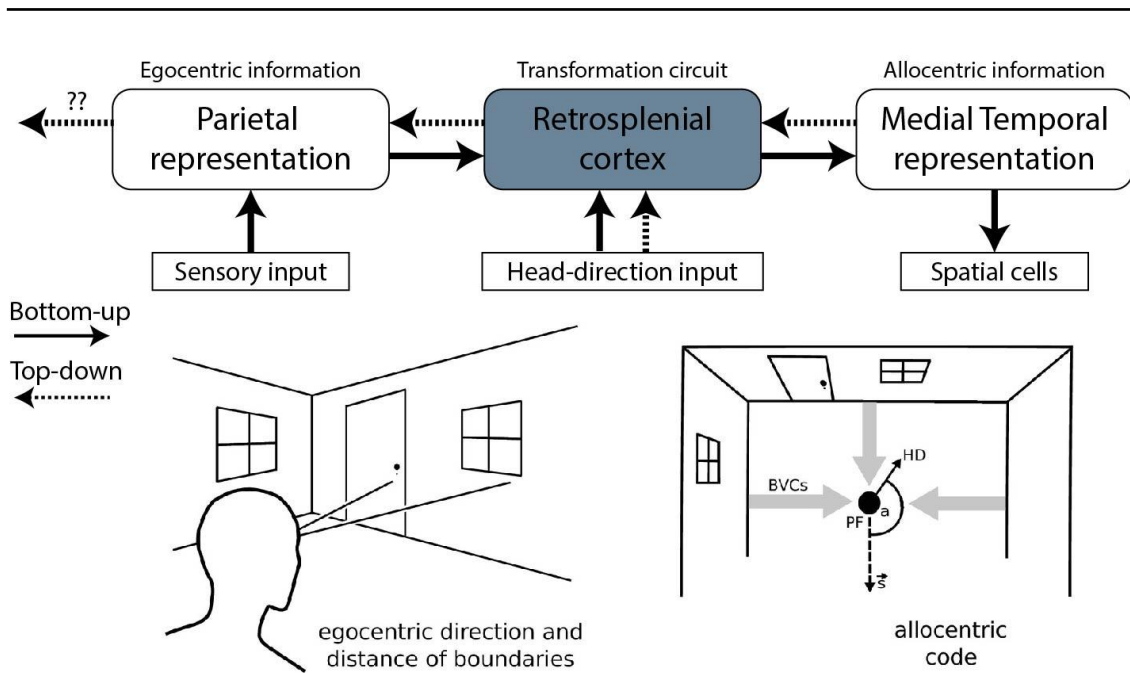 Egocentric information
Transformation circuit
Allocentric information
??
Parietal
representation
Retrosplenial
cortex
Medial Temporal
representation
Sensory input
Head-direction input
Spatial cells
Bottom-up
Top-down
HD
BVCs
PF
a
s
egocentric direction and
distance of boundaries
allocentric
code